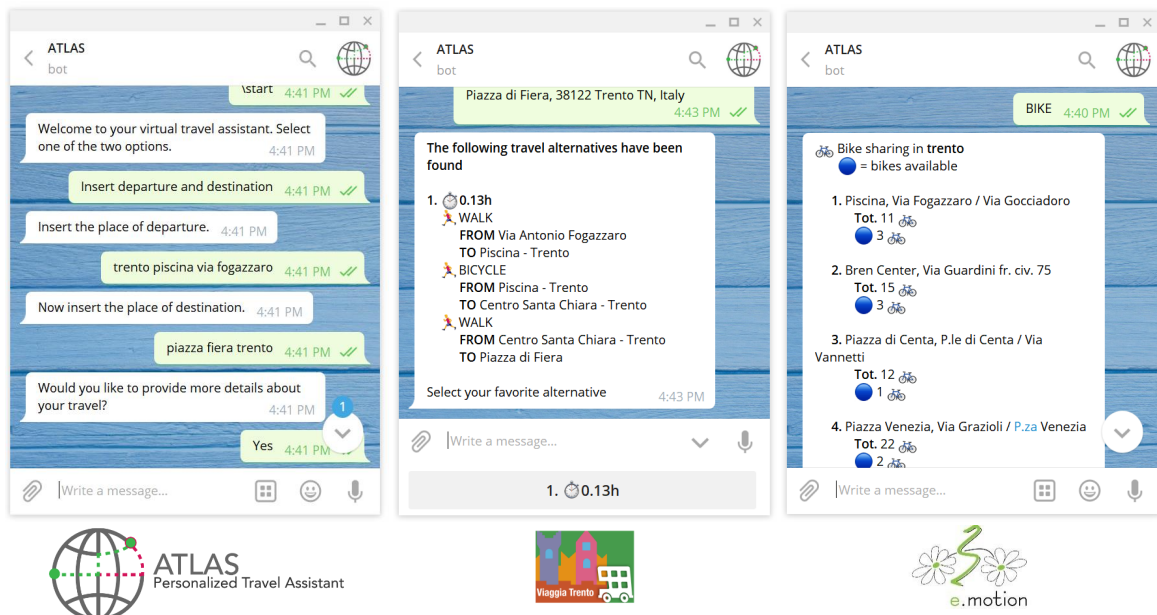 ATLAS
bot
\start 4:41 PM
Welcome to your virtual travel assistant. Select
one of the two options.
4:41 PM
Insert departure and destination 4:41 PM
Insert the place of departure. 4:41 PM
trento piscina via fogazzaro 4:41 PM
Now insert the place of destination. 4:41 PM
piazza fiera trento 4:41 PM
Would you like to provide more details about
your travel?
4:41 PM
1
Yes 4:41 PM
Write a message...
ATLAS
Personalized Travel Assistant
ATLAS
bot
Piazza di Fiera, 38122 Trento TN, Italy
4:43 PM
The following travel alternatives have been
found
1. 0.13h
WALK
FROM Via Antonio Fogazzaro
TO Piscina - Trento
BICYCLE
FROM Piscina - Trento
TO Centro Santa Chiara - Trento
WALK
FROM Centro Santa Chiara - Trento
TO Piazza di Fiera
Select your favorite alternative 4:43 PM
Write a message...
1. 0.13h
Viaggia Trento
ATLAS
bot
BIKE 4:40 PM
Bike sharing in trento
= bikes available
1. Piscina, Via Fogazzaro / Via Gocciadoro
Tot. 11
3
2. Bren Center, Via Guardini fr. civ. 75
Tot. 15
3
3. Piazza di Centa, P.le di Centa / Via
Vannetti
Tot. 12
1
4. Piazza Venezia, Via Grazioli / P.za Venezia
Tot. 22
2
Write a message...
e.motion